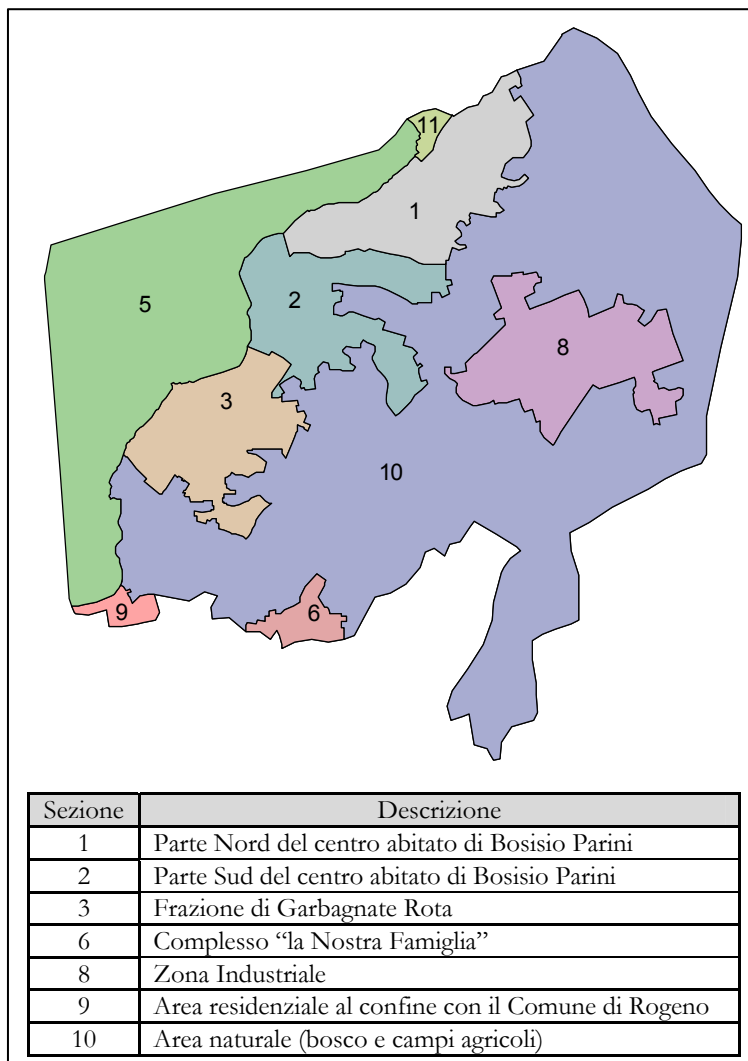 11
1
5
2
8
3
10
9
6
Sezione Descrizione
1 Parte Nord del centro abitato di Bosisio Parini
2 Parte Sud del centro abitato di Bosisio Parini
3 Frazione di Garbagnate Rota
6 Complesso “la Nostra Famiglia”
8 Zona Industriale
9 Area residenziale al confine con il Comune di Rogeno
10 Area naturale (bosco e campi agricoli)